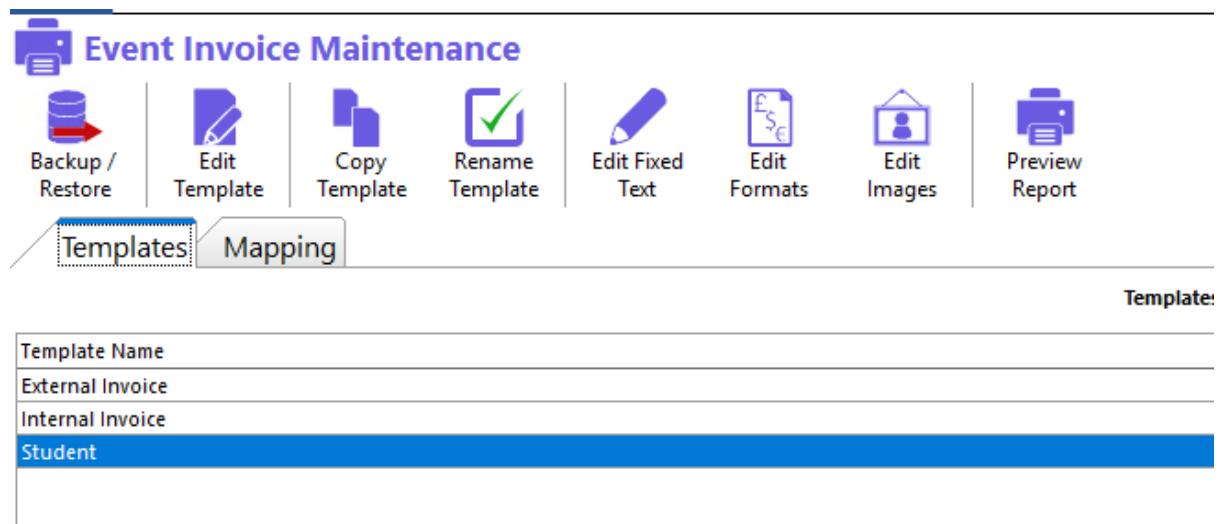 Event Invoice Maintenance
Backup / Restore
Edit Template
Copy Template
Rename Template
Edit Fixed Text
£ $ €
Edit Formats
Edit Images
Preview Report
Templates Mapping
Templates
Template Name
External Invoice
Internal Invoice
Student